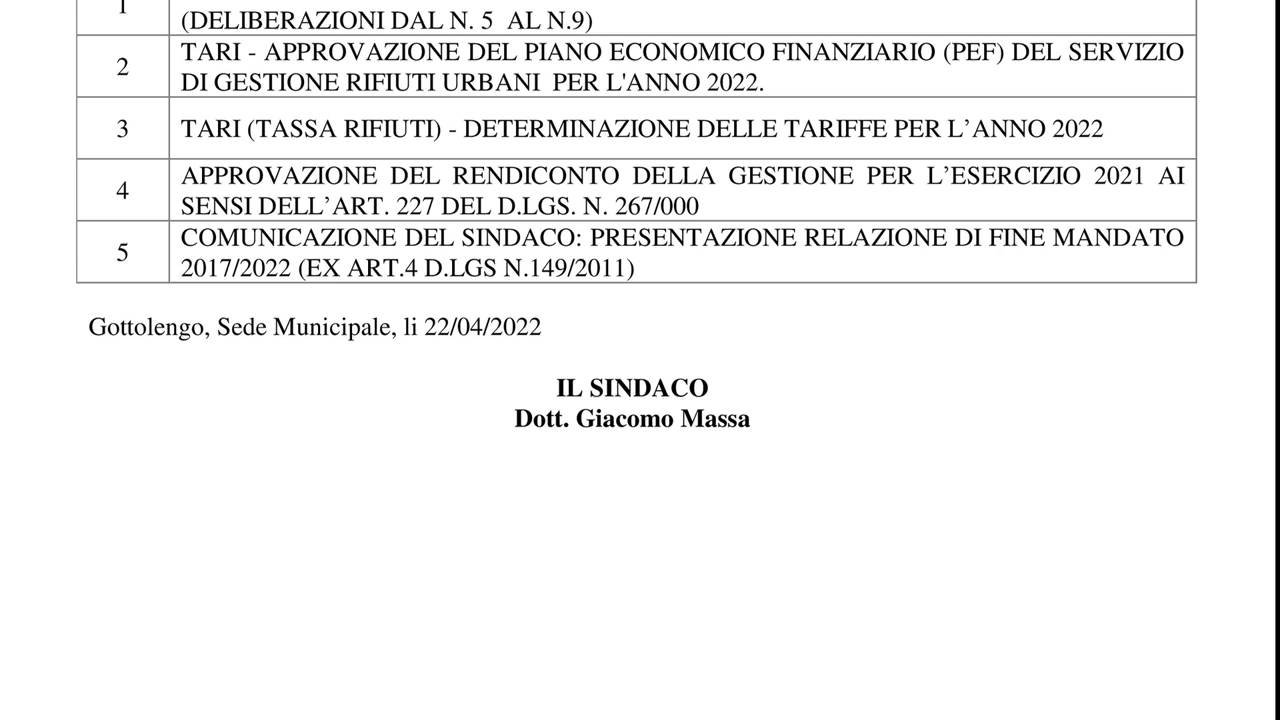 1
(DELIBERAZIONI DAL N. 5  AL N.9)
2
TARI - APPROVAZIONE DEL PIANO ECONOMICO FINANZIARIO (PEF) DEL SERVIZIO
DI GESTIONE RIFIUTI URBANI  PER L'ANNO 2022.
3
TARI (TASSA RIFIUTI) - DETERMINAZIONE DELLE TARIFFE PER L’ANNO 2022
4
APPROVAZIONE DEL RENDICONTO DELLA GESTIONE PER L’ESERCIZIO 2021 AI
SENSI DELL’ART. 227 DEL D.LGS. N. 267/000
5
COMUNICAZIONE DEL SINDACO: PRESENTAZIONE RELAZIONE DI FINE MANDATO
2017/2022 (EX ART.4 D.LGS N.149/2011)
Gottolengo, Sede Municipale, li 22/04/2022
IL SINDACO
Dott. Giacomo Massa